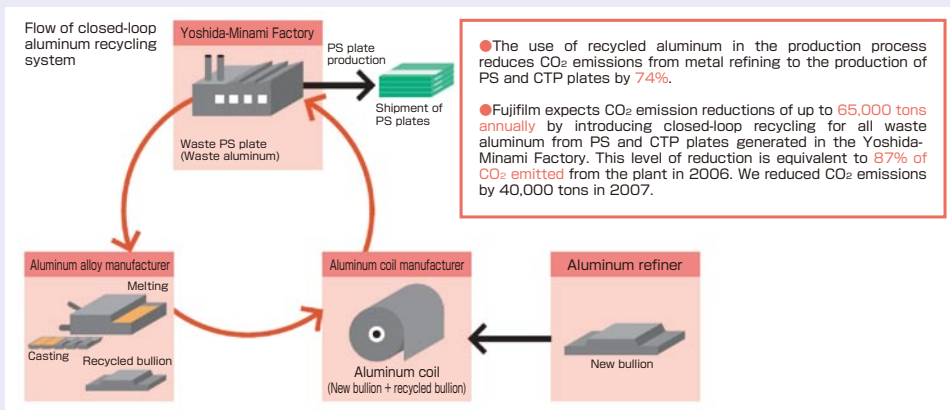 Flow of closed-loop
aluminum recycling
system
Yoshida-Minami Factory
PS plate
production
Shipment of
PS plates
Waste PS plate
(Waste aluminum)
●The use of recycled aluminum in the production process
reduces CO₂ emissions from metal refining to the production of
PS and CTP plates by 74%.
●Fujifilm expects CO₂ emission reductions of up to 65,000 tons
annually by introducing closed-loop recycling for all waste
aluminum from PS and CTP plates generated in the Yoshida-
Minami Factory. This level of reduction is equivalent to 87% of
CO₂ emitted from the plant in 2006. We reduced CO₂ emissions
by 40,000 tons in 2007.
Aluminum alloy manufacturer
Melting
Casting
Recycled bullion
Aluminum coil manufacturer
Aluminum coil
(New bullion + recycled bullion)
Aluminum refiner
New bullion